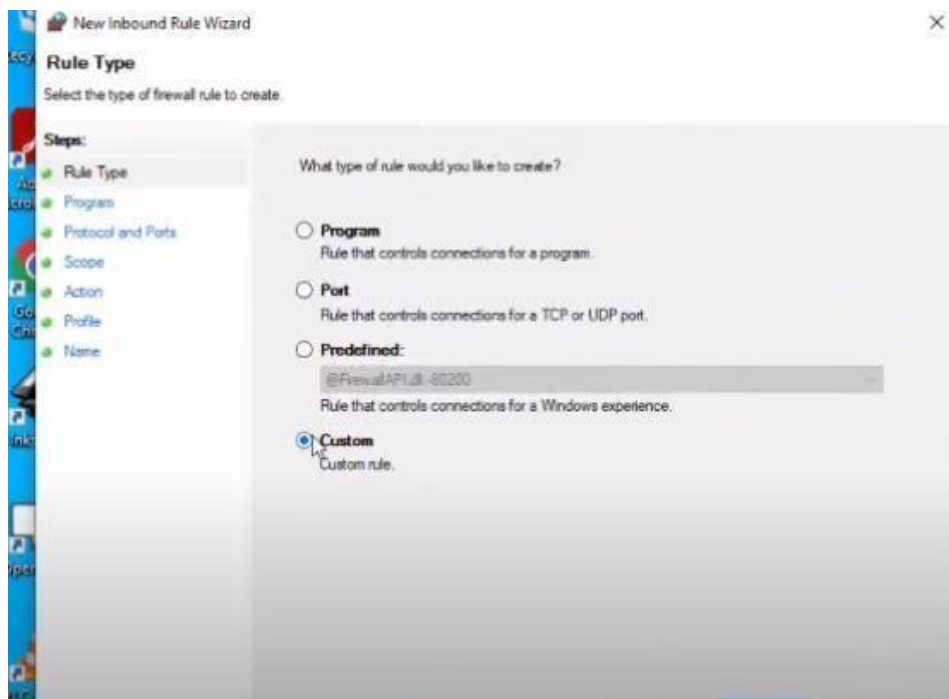 New Inbound Rule Wizard
Rule Type
Select the type of firewall rule to create.
Steps:
Rule Type
Program
Protocol and Ports
Scope
Action
Profile
Name
What type of rule would you like to create?
Program
Rule that controls connections for a program.
Port
Rule that controls connections for a TCP or UDP port.
Predefined:
@FirewallAPI.dll,-80200
Rule that controls connections for a Windows experience.
Custom
Custom rule.